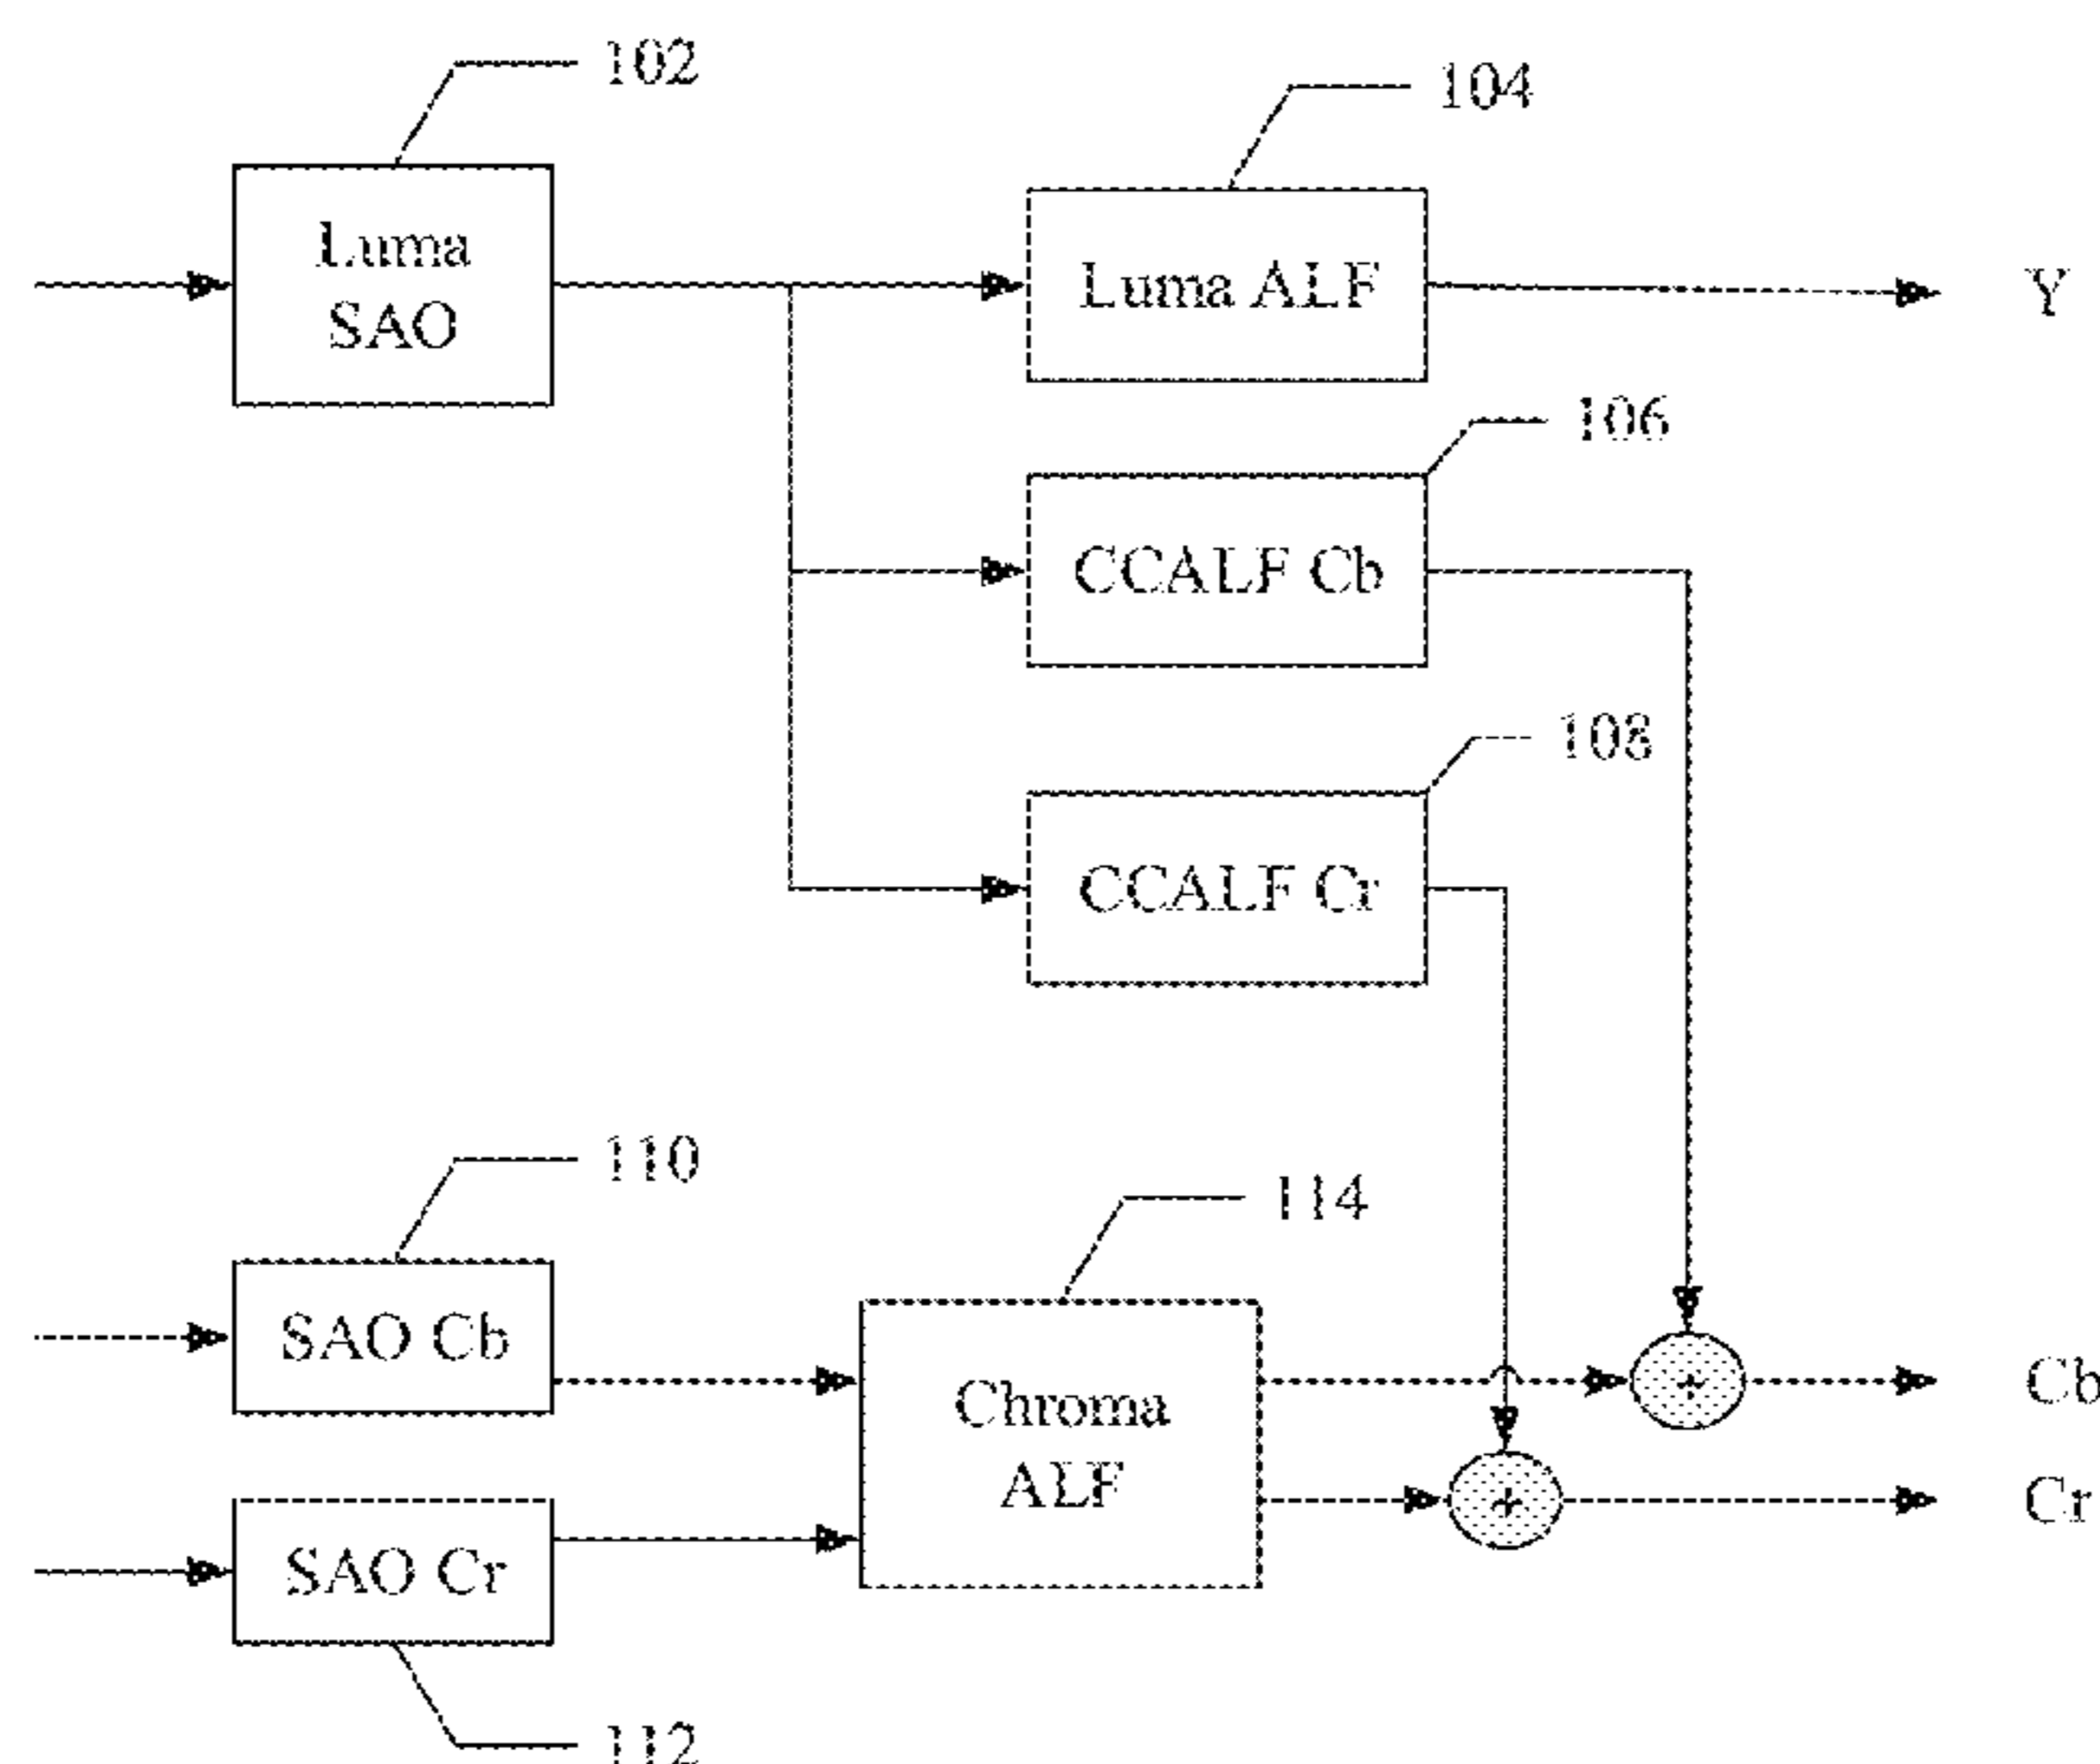 102
104
Luma
SAO
Luma ALF
Y
106
CCALF Cb
108
CCALF Cr
110
114
SAO Cb
Chroma
ALF
+
Cb
+
Cr
SAO Cr
112